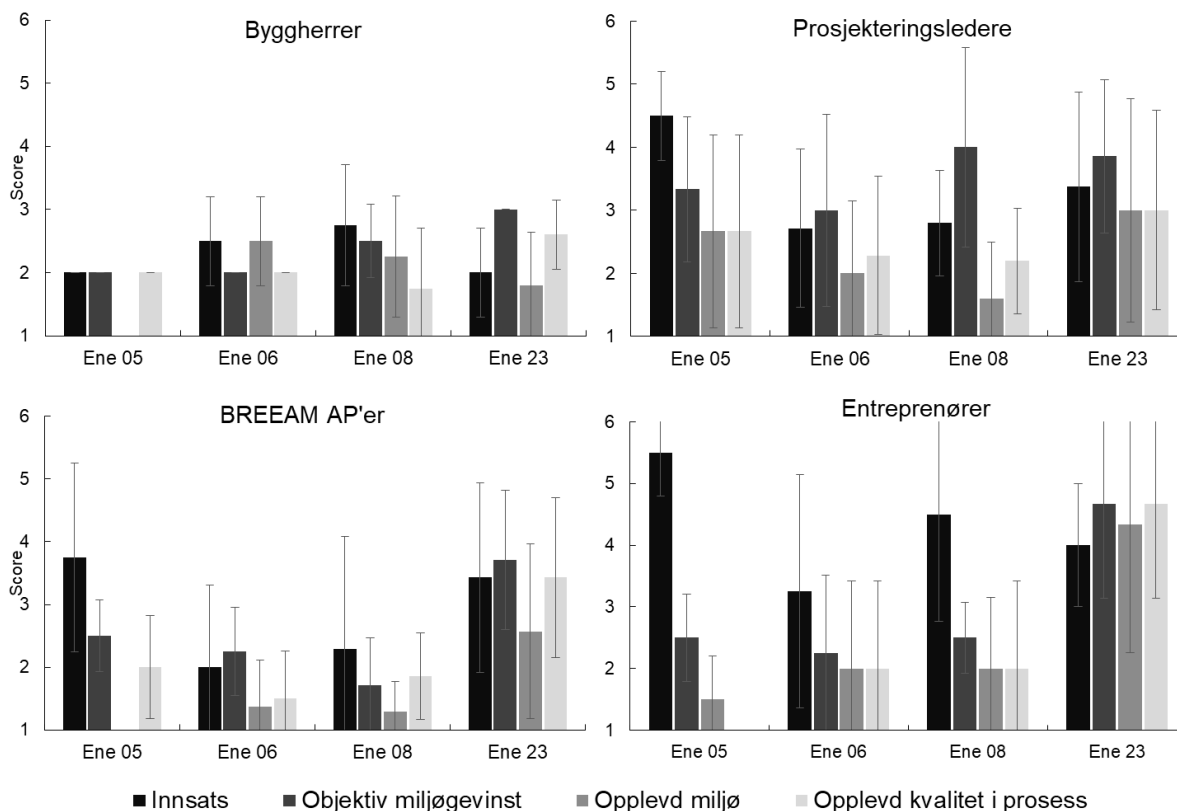 Byggherrer
6
5
4
3
2
1
Score
Ene 05 Ene 06 Ene 08 Ene 23
Prosjekteringsledere
6
5
4
3
2
1
Ene 05 Ene 06 Ene 08 Ene 23
BREEAM AP'er
6
5
4
3
2
1
Score
Ene 05 Ene 06 Ene 08 Ene 23
Entreprenører
6
5
4
3
2
1
Ene 05 Ene 06 Ene 08 Ene 23
Innsats Objektiv miljøgevinst Opplevd miljø Opplevd kvalitet i prosess